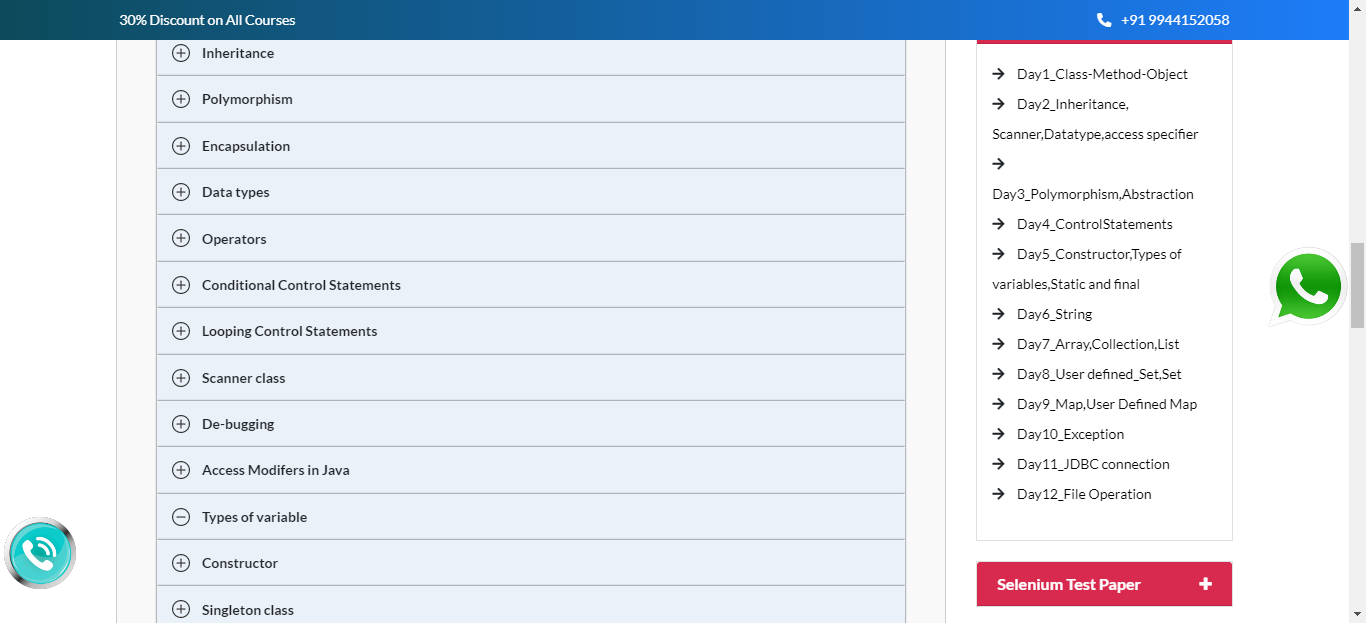 30% Discount on All Courses
+91 9944152058
Inheritance
Polymorphism
Encapsulation
Data types
Operators
Conditional Control Statements
Looping Control Statements
Scanner class
De-bugging
Access Modifers in Java
Types of variable
Constructor
Singleton class
Day1_Class-Method-Object
Day2_Inheritance,
Scanner,Datatype,access specifier
Day3_Polymorphism,Abstraction
Day4_ControlStatements
Day5_Constructor,Types of
variables,Static and final
Day6_String
Day7_Array,Collection,List
Day8_User defined_Set,Set
Day9_Map,User Defined Map
Day10_Exception
Day11_JDBC connection
Day12_File Operation
Selenium Test Paper